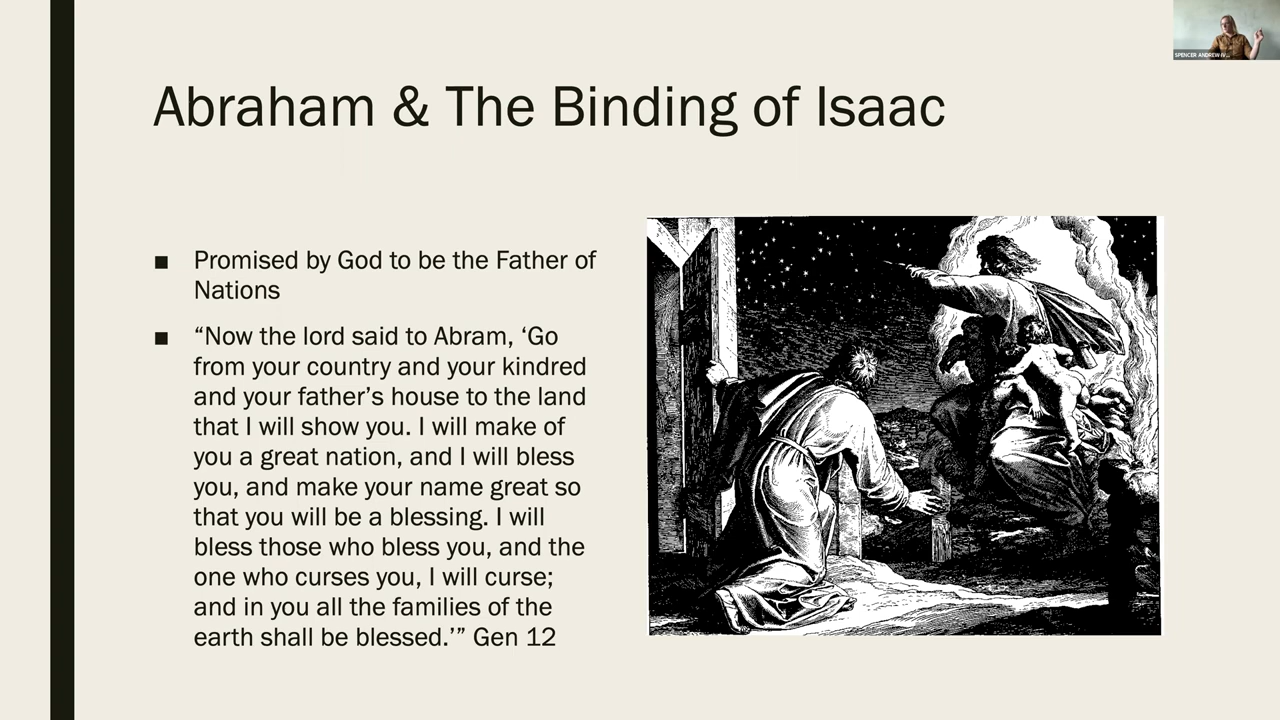 SPENCER ANDREW IV...
Abraham & The Binding of Isaac
■ Promised by God to be the Father of
Nations
■ “Now the lord said to Abram, ‘Go
from your country and your kindred
and your father’s house to the land
that I will show you. I will make of
you a great nation, and I will bless
you, and make your name great so
that you will be a blessing. I will
bless those who bless you, and the
one who curses you, I will curse;
and in you all the families of the
earth shall be blessed.’” Gen 12